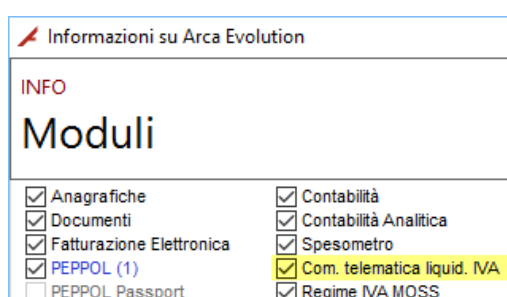 Informazioni su Arca Evolution
INFO
Moduli
Anagrafiche
Documenti
Fatturazione Elettronica
PEPPOL (1)
PEPPOL Passport
Contabilità
Contabilità Analitica
Spesometro
Com. telematica liquid. IVA
Regime IVA MOSS